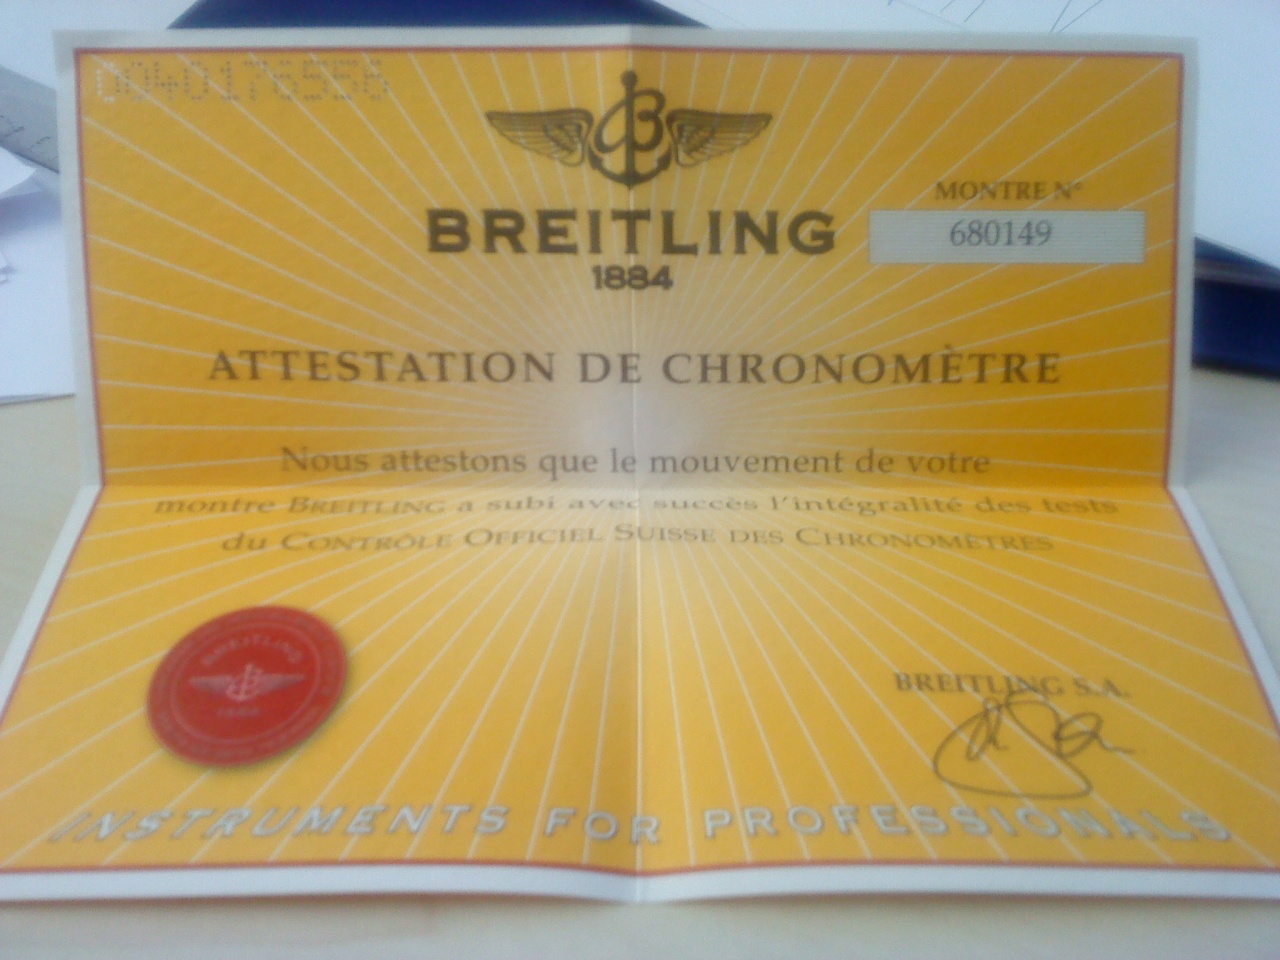 BREITLING
1884
MONTRE N°
680149
ATTESTATION DE CHRONOMÈTRE
Nous attestons que le mouvement de votre
montre BREITLING a subi avec succès l'intégralité des tests
du CONTRÔLE OFFICIEL SUISSE DES CHRONOMÈTRES
BREITLING
BREITLING S.A.
INSTRUMENTS FOR PROFESSIONALS